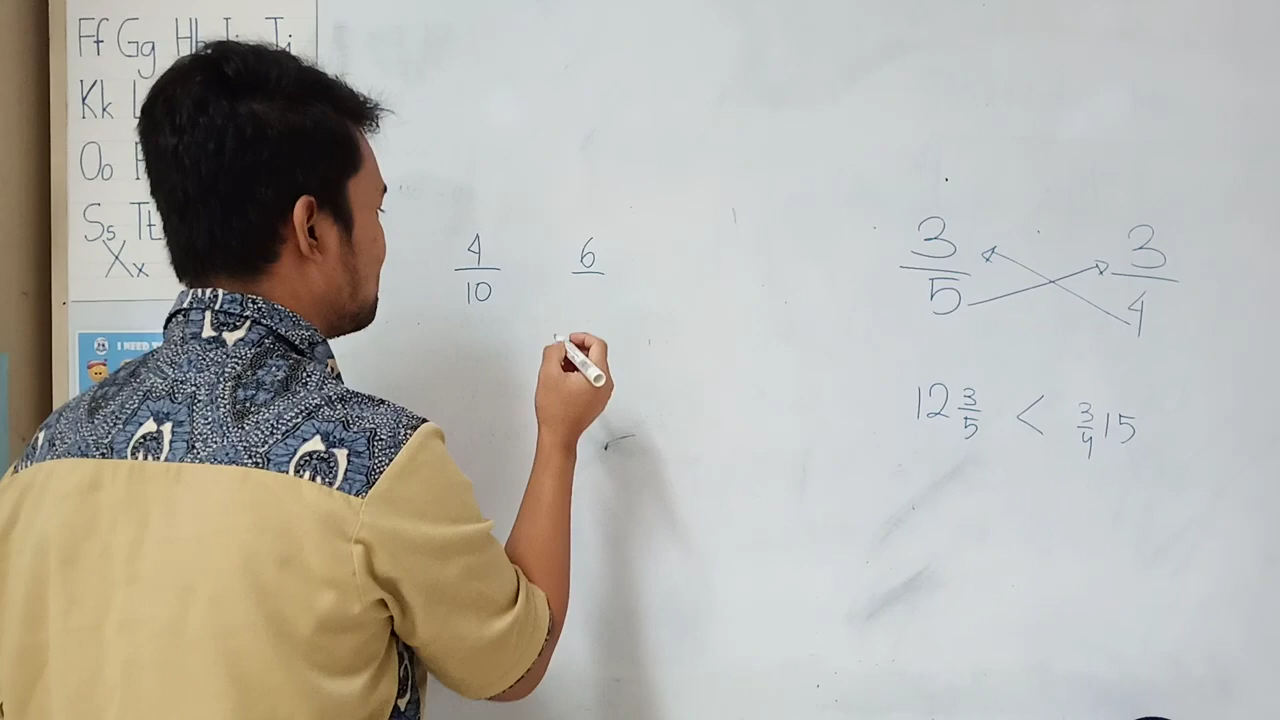 Ff Gg Hh Ii Jj
Kk
Oo
Ss Tt
Xx
I NEED
4/10 6/
3/5 3/4
12 3/5 < 3/4 15